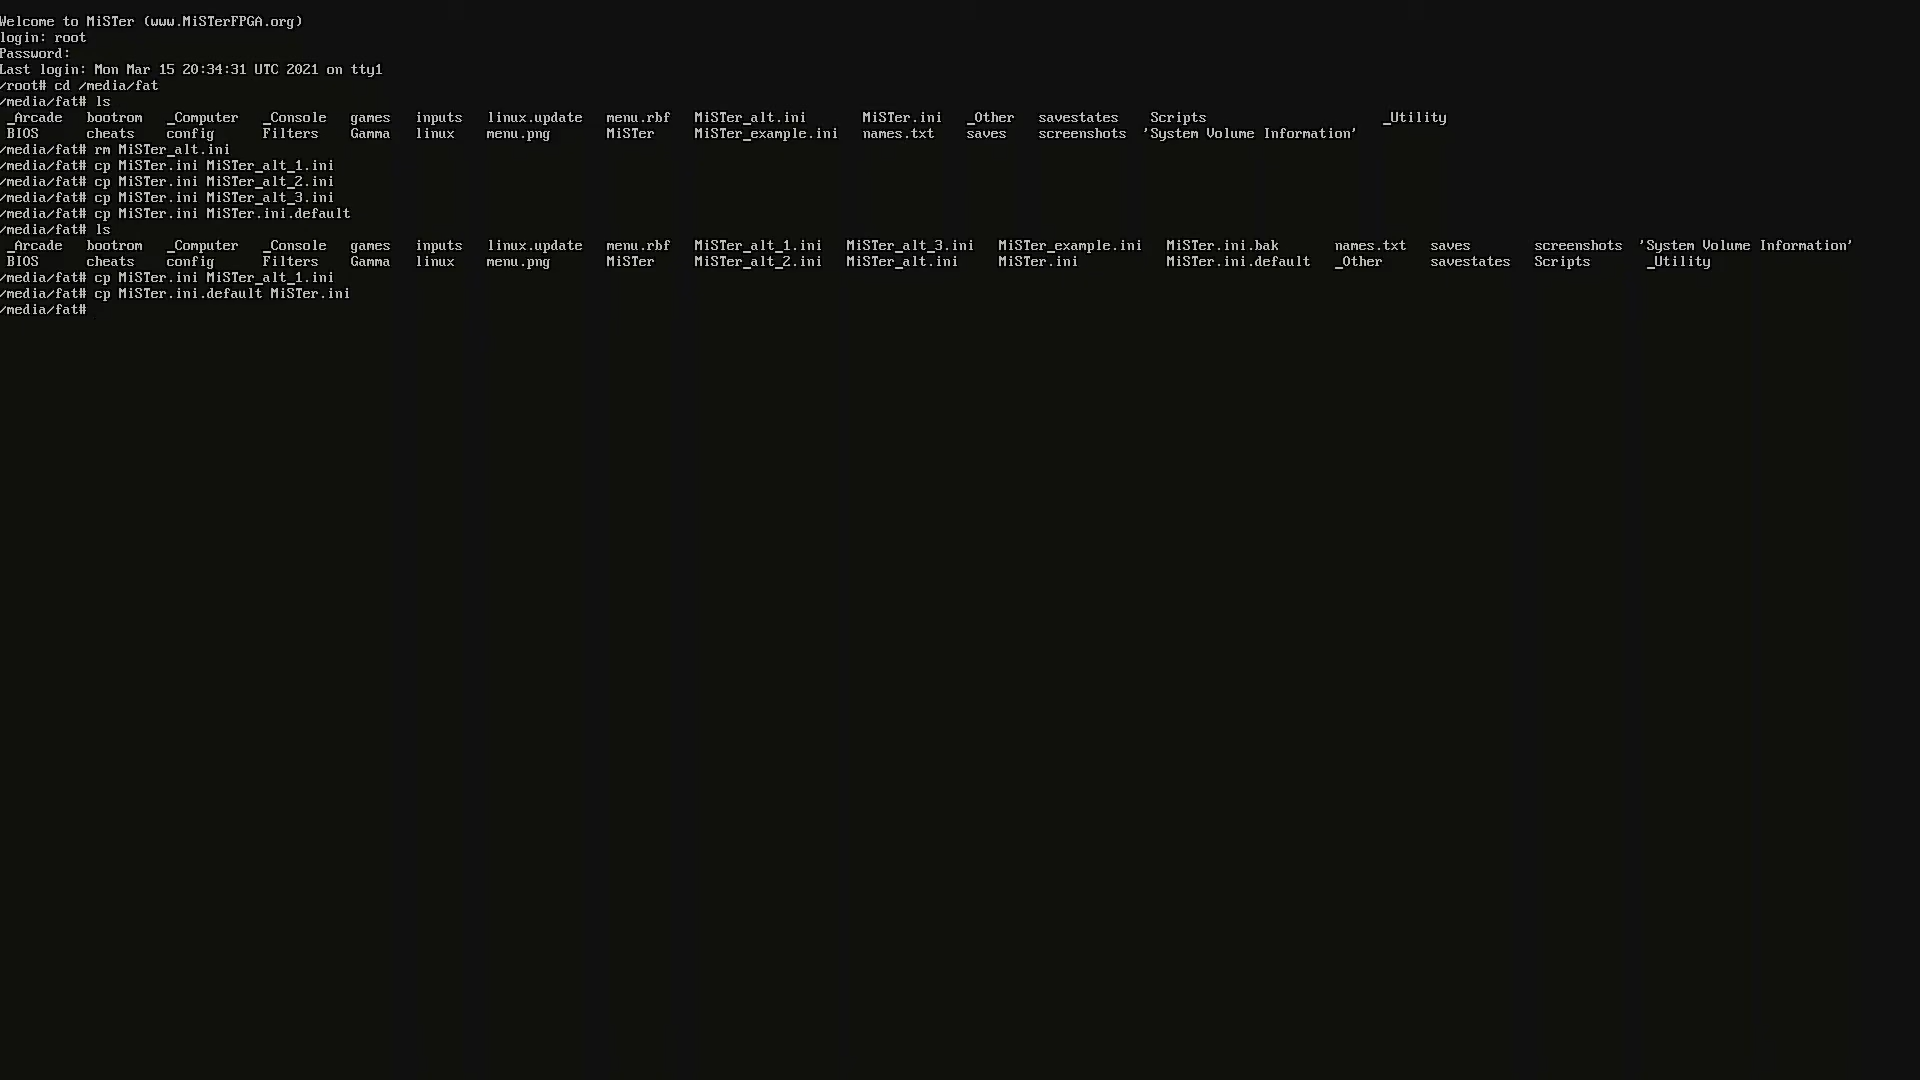 Welcome to MiSTer (www.MiSTerFPGA.org)
login: root
Password:
Last login: Mon Mar 15 20:34:31 UTC 2021 on tty1
/root# cd /media/fat
/media/fat# ls
_Arcade bootrom _Computer _Console games inputs linux.update menu.rbf MiSTer_alt.ini MiSTer.ini _Other savestates Scripts _Utility
BIOS cheats config Filters Gamma linux menu.png MiSTer MiSTer_example.ini names.txt saves screenshots 'System Volume Information'
/media/fat# rm MiSTer_alt.ini
/media/fat# cp MiSTer.ini MiSTer_alt_1.ini
/media/fat# cp MiSTer.ini MiSTer_alt_2.ini
/media/fat# cp MiSTer.ini MiSTer_alt_3.ini
/media/fat# cp MiSTer.ini MiSTer.ini.default
/media/fat# ls
_Arcade bootrom _Computer _Console games inputs linux.update menu.rbf MiSTer_alt_1.ini MiSTer_alt_3.ini MiSTer_example.ini MiSTer.ini.bak names.txt saves screenshots 'System Volume Information'
BIOS cheats config Filters Gamma linux menu.png MiSTer MiSTer_alt_2.ini MiSTer_alt.ini MiSTer.ini MiSTer.ini.default _Other savestates Scripts _Utility
/media/fat# cp MiSTer.ini MiSTer_alt_1.ini
/media/fat# cp MiSTer.ini.default MiSTer.ini
/media/fat#